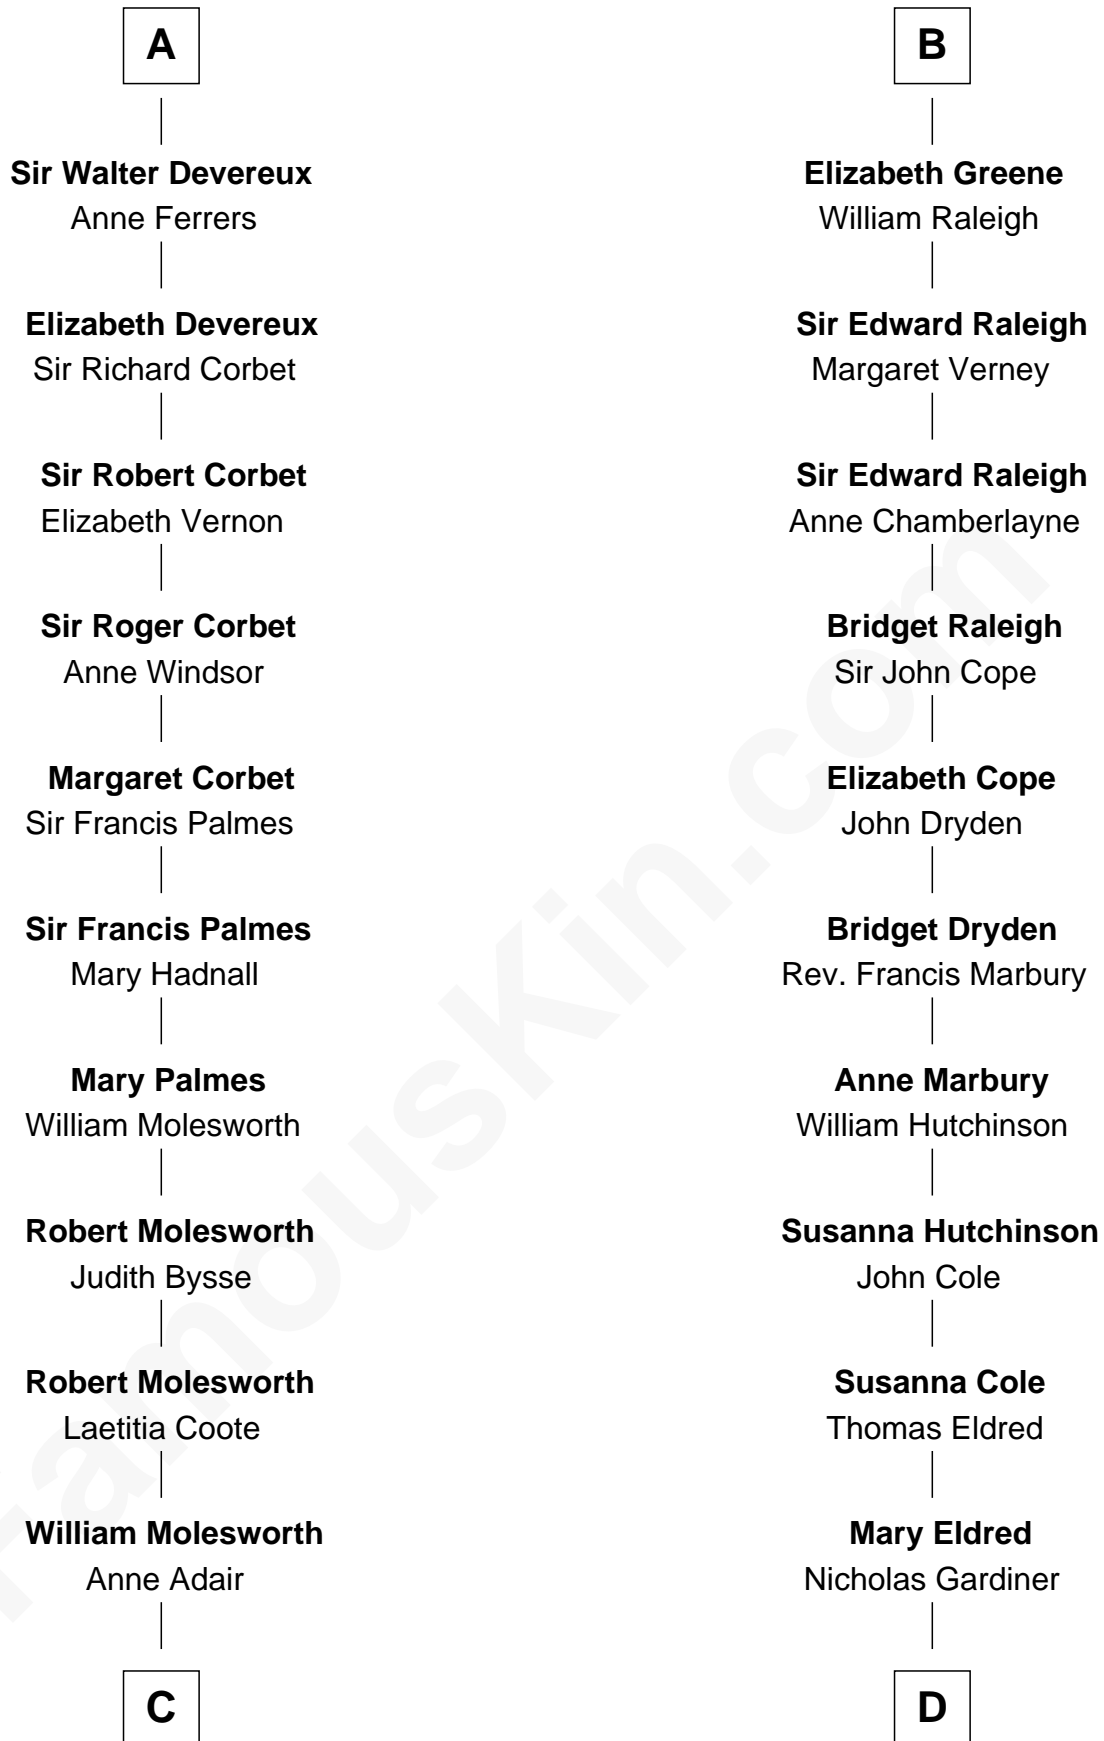 A
Sir Walter Devereux
Anne Ferrers
Elizabeth Devereux
Sir Richard Corbet
Sir Robert Corbet
Elizabeth Vernon
Sir Roger Corbet
Anne Windsor
Margaret Corbet
Sir Francis Palmes
Sir Francis Palmes
Mary Hadnall
Mary Palmes
William Molesworth
Robert Molesworth
Judith Bysse
Robert Molesworth
Laetitia Coote
William Molesworth
Anne Adair
C
B
Elizabeth Greene
William Raleigh
Sir Edward Raleigh
Margaret Verney
Sir Edward Raleigh
Anne Chamberlayne
Bridget Raleigh
Sir John Cope
Elizabeth Cope
John Dryden
Bridget Dryden
Rev. Francis Marbury
Anne Marbury
William Hutchinson
Susanna Hutchinson
John Cole
Susanna Cole
Thomas Eldred
Mary Eldred
Nicholas Gardiner
D
FamousKin.com